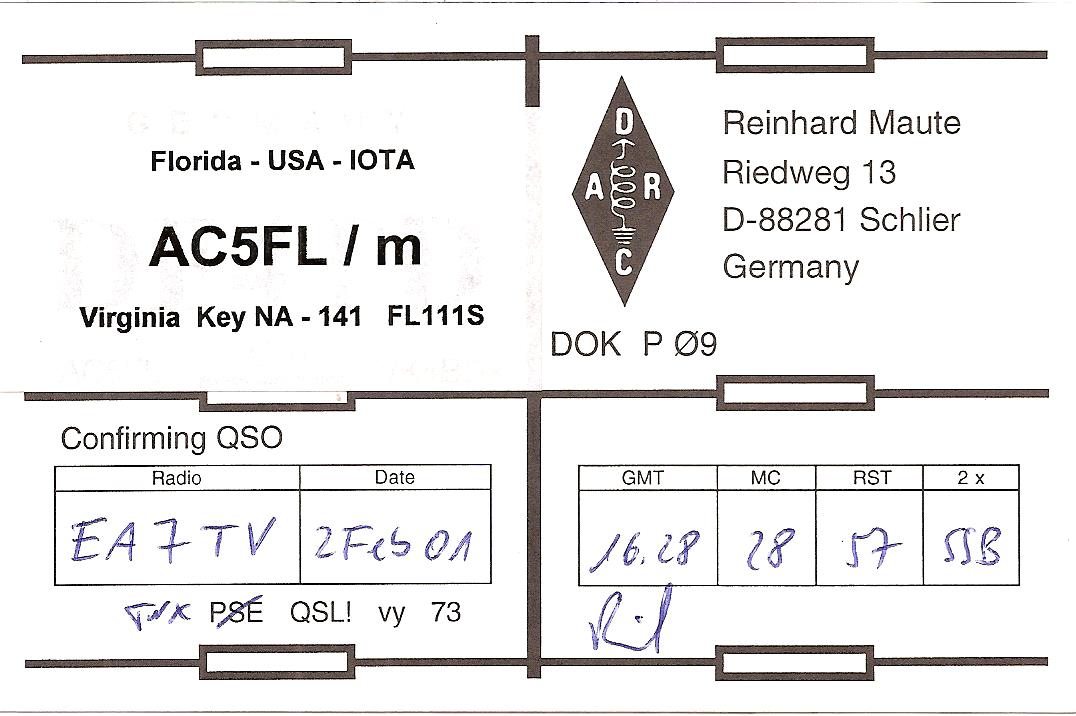 Florida - USA - IOTA
AC5FL / m
Virginia Key NA - 141 FL111S
D
A R
C
DOK P Ø9
Reinhard Maute
Riedweg 13
D-88281 Schlier
Germany
Confirming QSO
Radio Date
EA7TV 2Feb01
TNX PSE QSL! vy 73
GMT MC RST 2 x
16.28 28 57 SSB